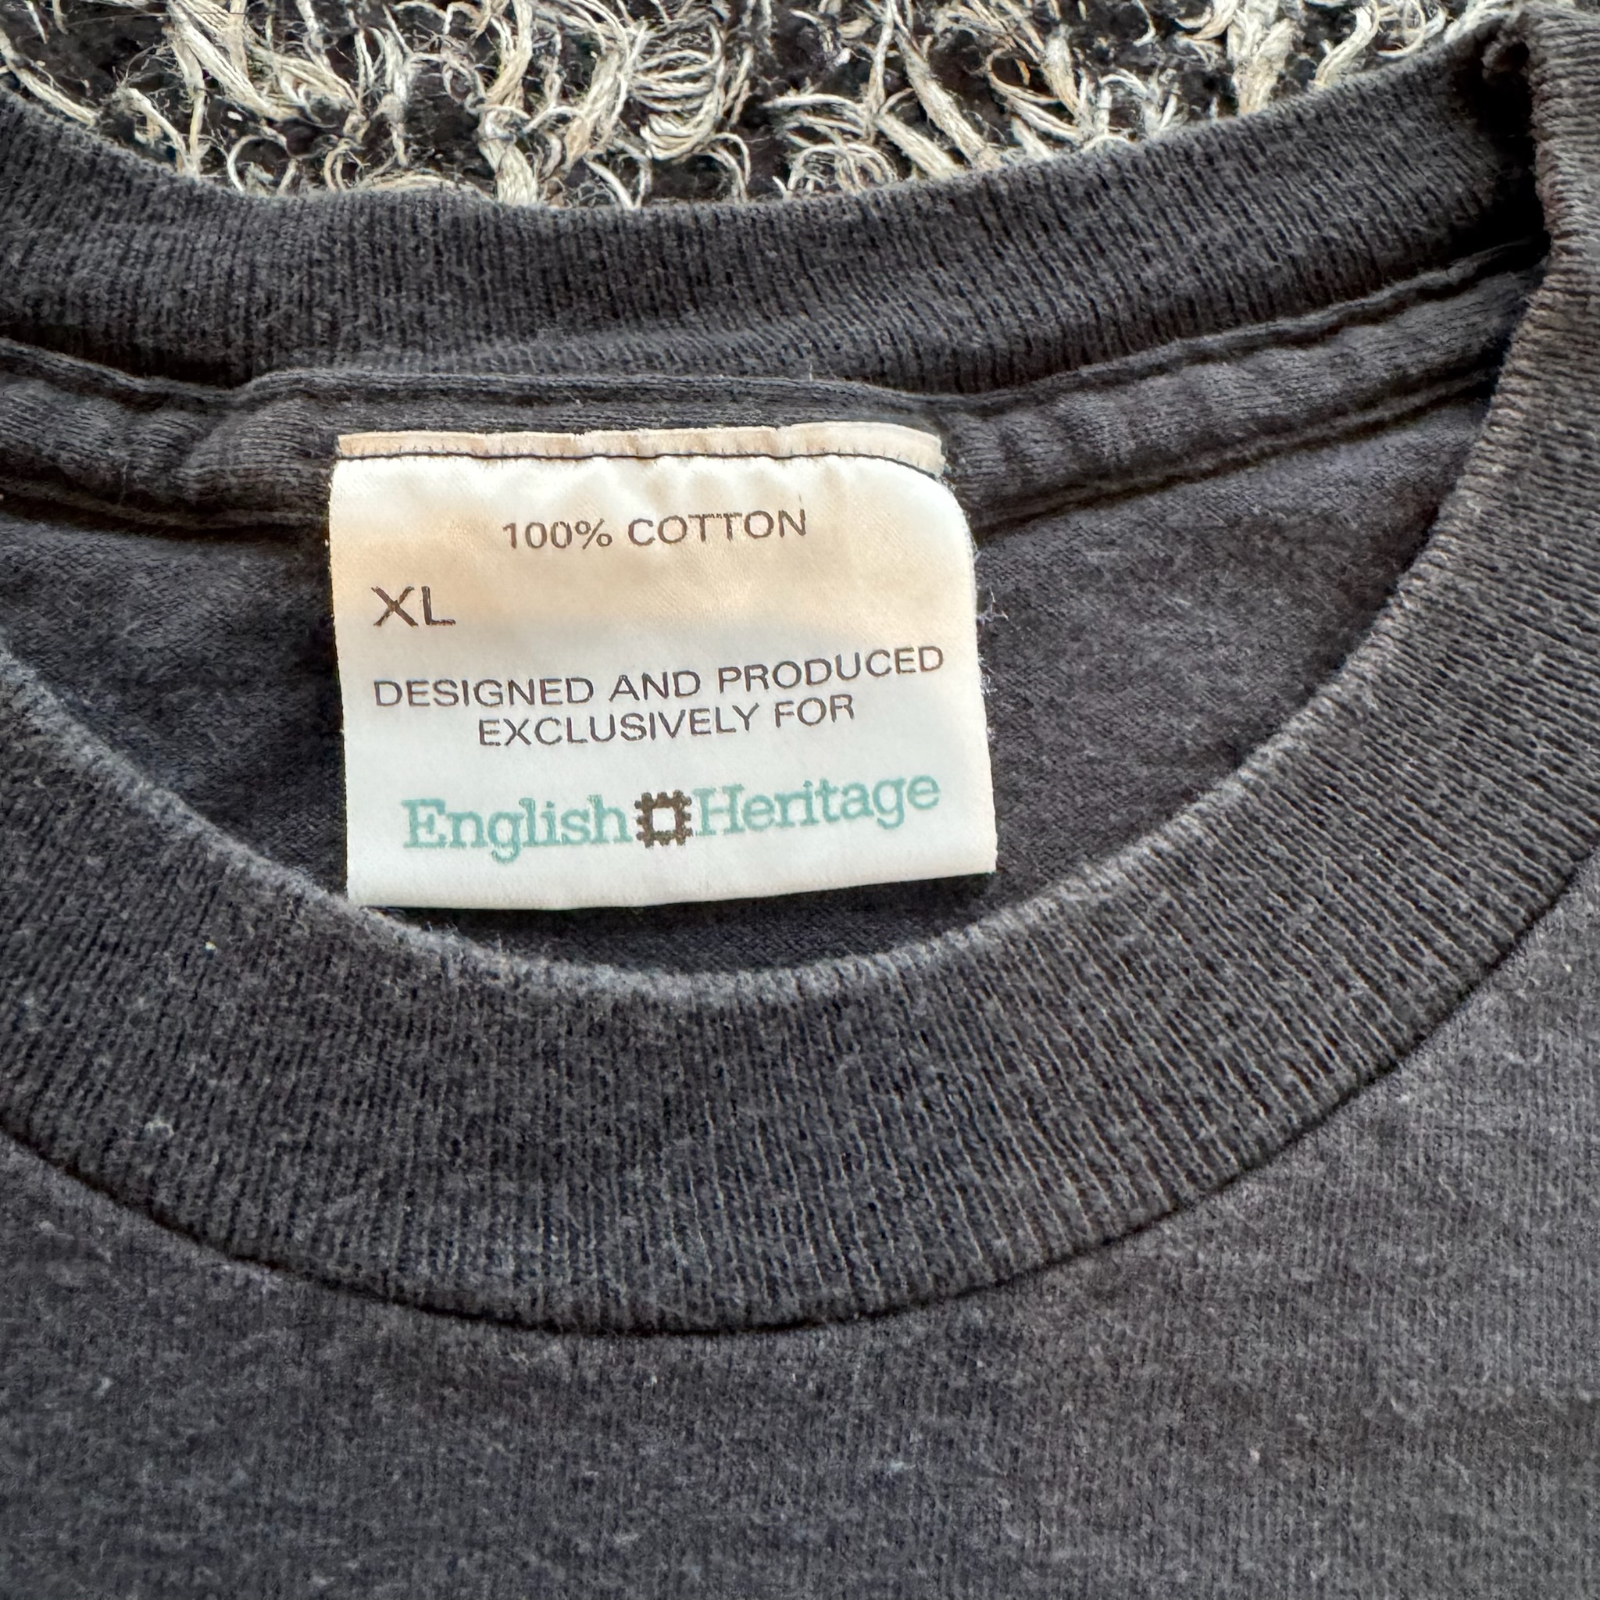 100% COTTON
XL
DESIGNED AND PRODUCED
EXCLUSIVELY FOR
English Heritage